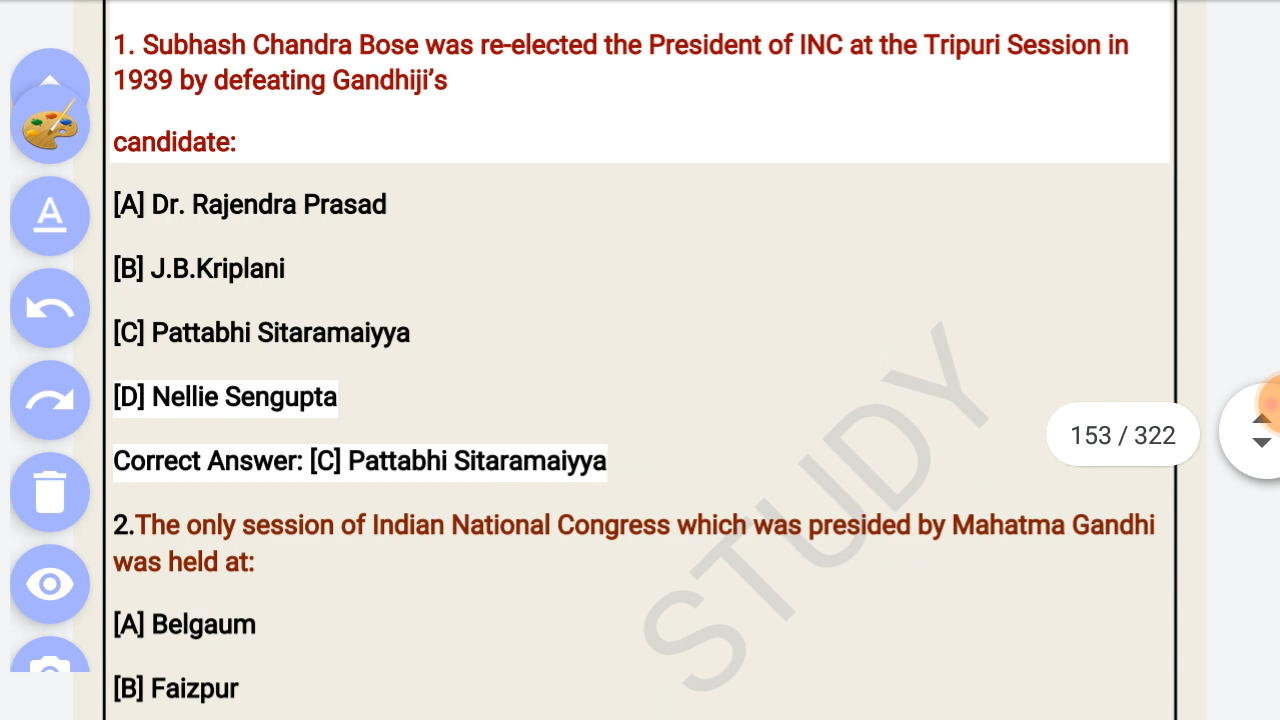 1. Subhash Chandra Bose was re-elected the President of INC at the Tripuri Session in
1939 by defeating Gandhiji’s
candidate:
[A] Dr. Rajendra Prasad
[B] J.B.Kriplani
[C] Pattabhi Sitaramaiyya
[D] Nellie Sengupta
Correct Answer: [C] Pattabhi Sitaramaiyya
2.The only session of Indian National Congress which was presided by Mahatma Gandhi
was held at:
[A] Belgaum
[B] Faizpur
STUDY
153 / 322
A